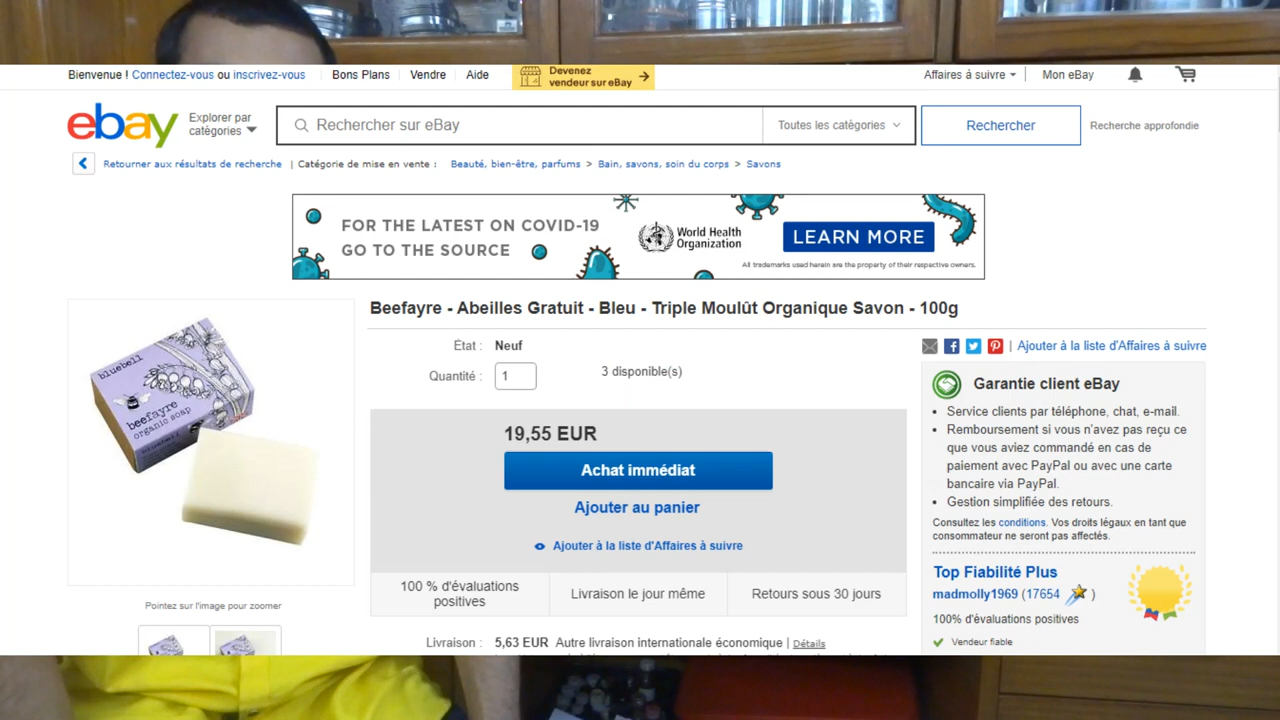 Bienvenue ! Connectez-vous ou inscrivez-vous
Bons Plans
Vendre
Aide
Devenez
vendeur sur eBay
Affaires à suivre
Mon eBay
ebay
Explorer par
catégories
Rechercher sur eBay
Toutes les catégories
Rechercher
Recherche approfondie
Retourner aux résultats de recherche | Catégorie de mise en vente : Beauté, bien-être, parfums > Bain, savons, soin du corps > Savons
FOR THE LATEST ON COVID-19
GO TO THE SOURCE
World Health
Organization
LEARN MORE
All trademarks used herein are the property of their respective owners.
Beefayre - Abeilles Gratuit - Bleu - Triple Moulût Organique Savon - 100g
bluebell
beefayre
organic soap
bluebell
État : Neuf
Quantité : 1
3 disponible(s)
19,55 EUR
Achat immédiat
Ajouter au panier
Ajouter à la liste d'Affaires à suivre
100 % d'évaluations
positives
Livraison le jour même
Retours sous 30 jours
Livraison : 5,63 EUR Autre livraison internationale économique | Détails
Pointez sur l'image pour zoomer
| Ajouter à la liste d'Affaires à suivre
Garantie client eBay
• Service clients par téléphone, chat, e-mail.
• Remboursement si vous n'avez pas reçu ce
que vous aviez commandé en cas de
paiement avec PayPal ou avec une carte
bancaire via PayPal.
• Gestion simplifiée des retours.
Consultez les conditions. Vos droits légaux en tant que
consommateur ne seront pas affectés.
Top Fiabilité Plus
madmolly1969 (17654 )
100% d'évaluations positives
Vendeur fiable